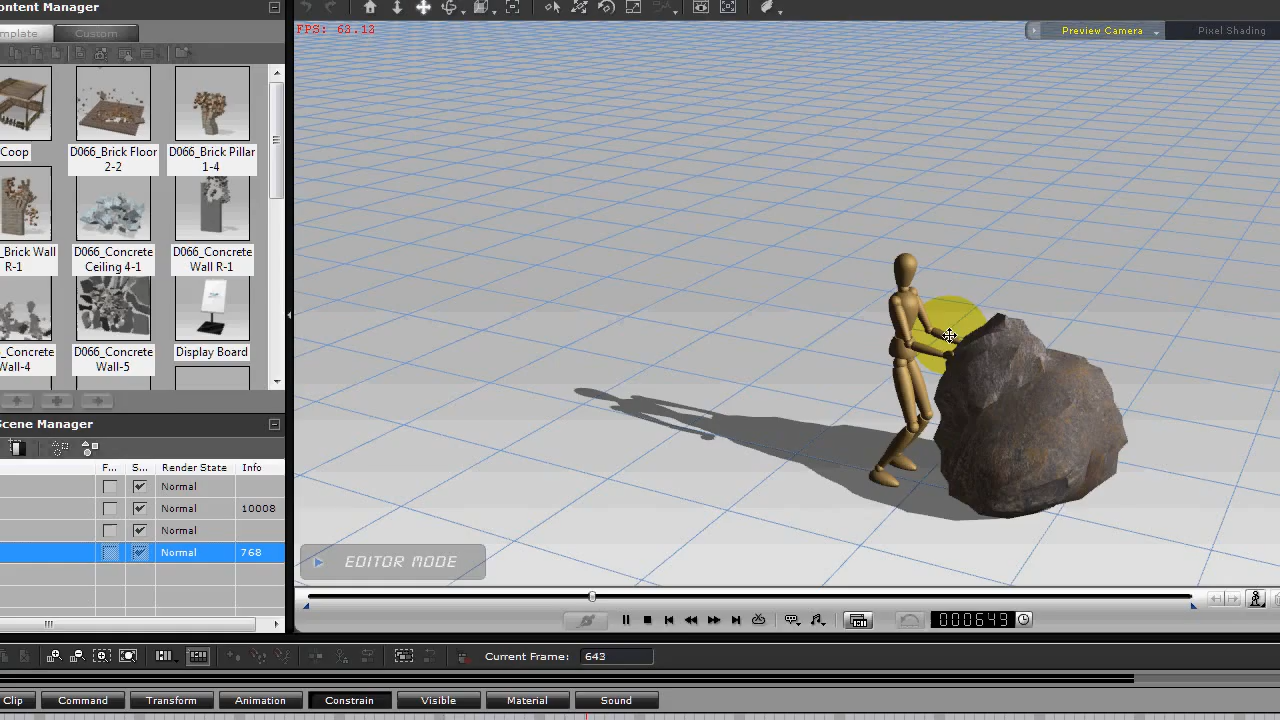 ontent Manager
mplate
Custom
FPS: 63.13
Preview Camera
Pixel Shading
Coop
D066_Brick Floor
2-2
D066_Brick Pillar
1-4
_Brick Wall
R-1
D066_Concrete
Ceiling 4-1
D066_Concrete
Wall R-1
_Concrete
Wall-4
D066_Concrete
Wall-5
Display Board
Scene Manager
F...
S...
Render State
Info
Normal
Normal
10008
Normal
Normal
768
EDITOR MODE
000643
Current Frame:
643
Clip
Command
Transform
Animation
Constrain
Visible
Material
Sound